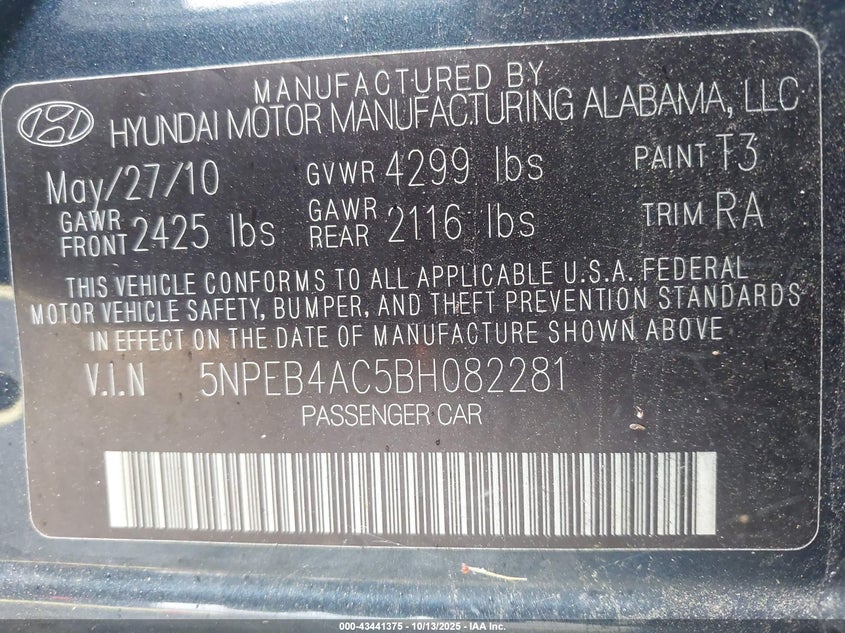 MANUFACTURED BY
HYUNDAI MOTOR MANUFACTURING ALABAMA, LLC
May/27/10 GVWR 4299 lbs PAINT T3
GAWR FRONT 2425 lbs GAWR REAR 2116 lbs TRIM RA
THIS VEHICLE CONFORMS TO ALL APPLICABLE U.S.A. FEDERAL
MOTOR VEHICLE SAFETY, BUMPER, AND THEFT PREVENTION STANDARDS
IN EFFECT ON THE DATE OF MANUFACTURE SHOWN ABOVE
V.I.N 5NPEB4AC5BH082281
PASSENGER CAR
000-43441375 - 10/13/2025 - IAA Inc.